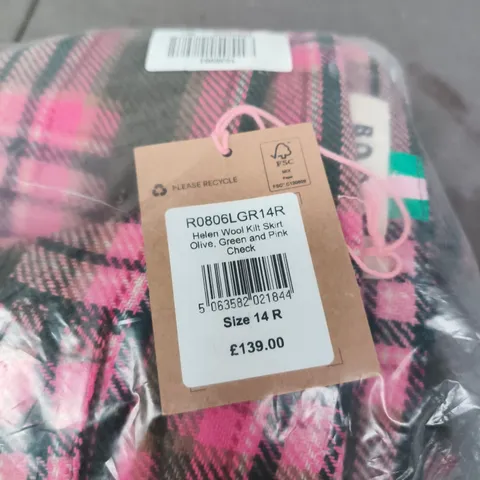 PLEASE RECYCLE
FSC
R0806LGR14R
Helen Wool Kilt Skirt
Olive, Green and Pink
Check
5 063582 021844
Size 14 R
£139.00
BO